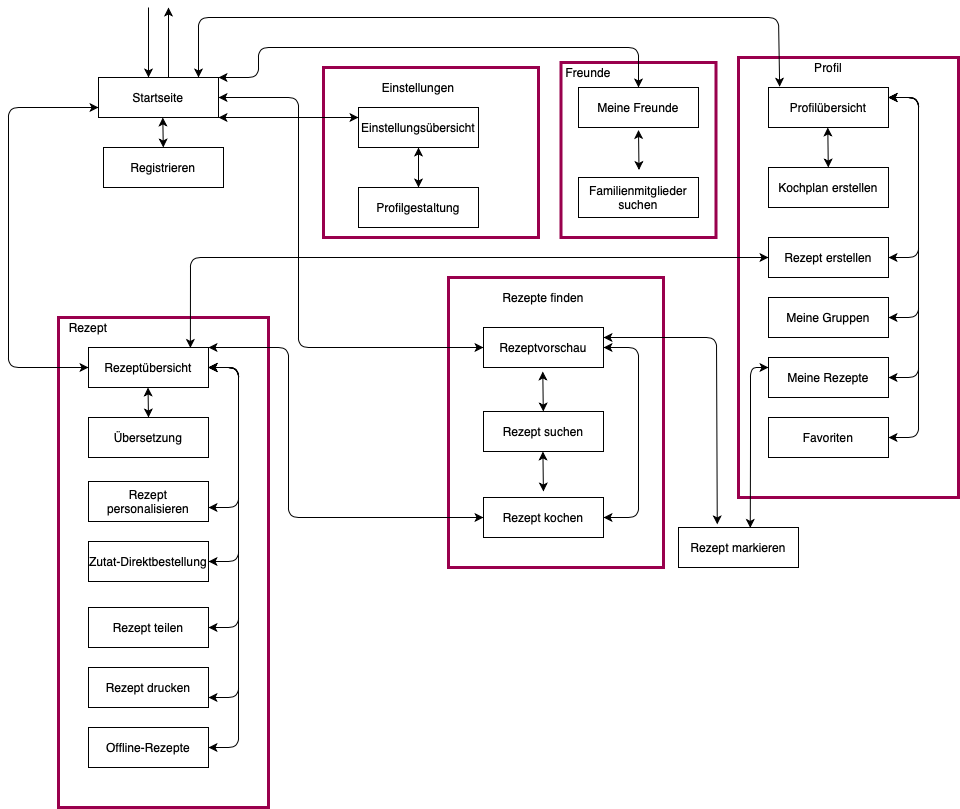 Startseite
Registrieren
Einstellungen
Einstellungsübersicht
Profilgestaltung
Freunde
Meine Freunde
Familienmitglieder
suchen
Profil
Profilübersicht
Kochplan erstellen
Rezept erstellen
Meine Gruppen
Meine Rezepte
Favoriten
Rezepte finden
Rezeptvorschau
Rezept suchen
Rezept kochen
Rezept markieren
Rezept
Rezeptübersicht
Übersetzung
Rezept
personalisieren
Zutat-Direktbestellung
Rezept teilen
Rezept drucken
Offline-Rezepte